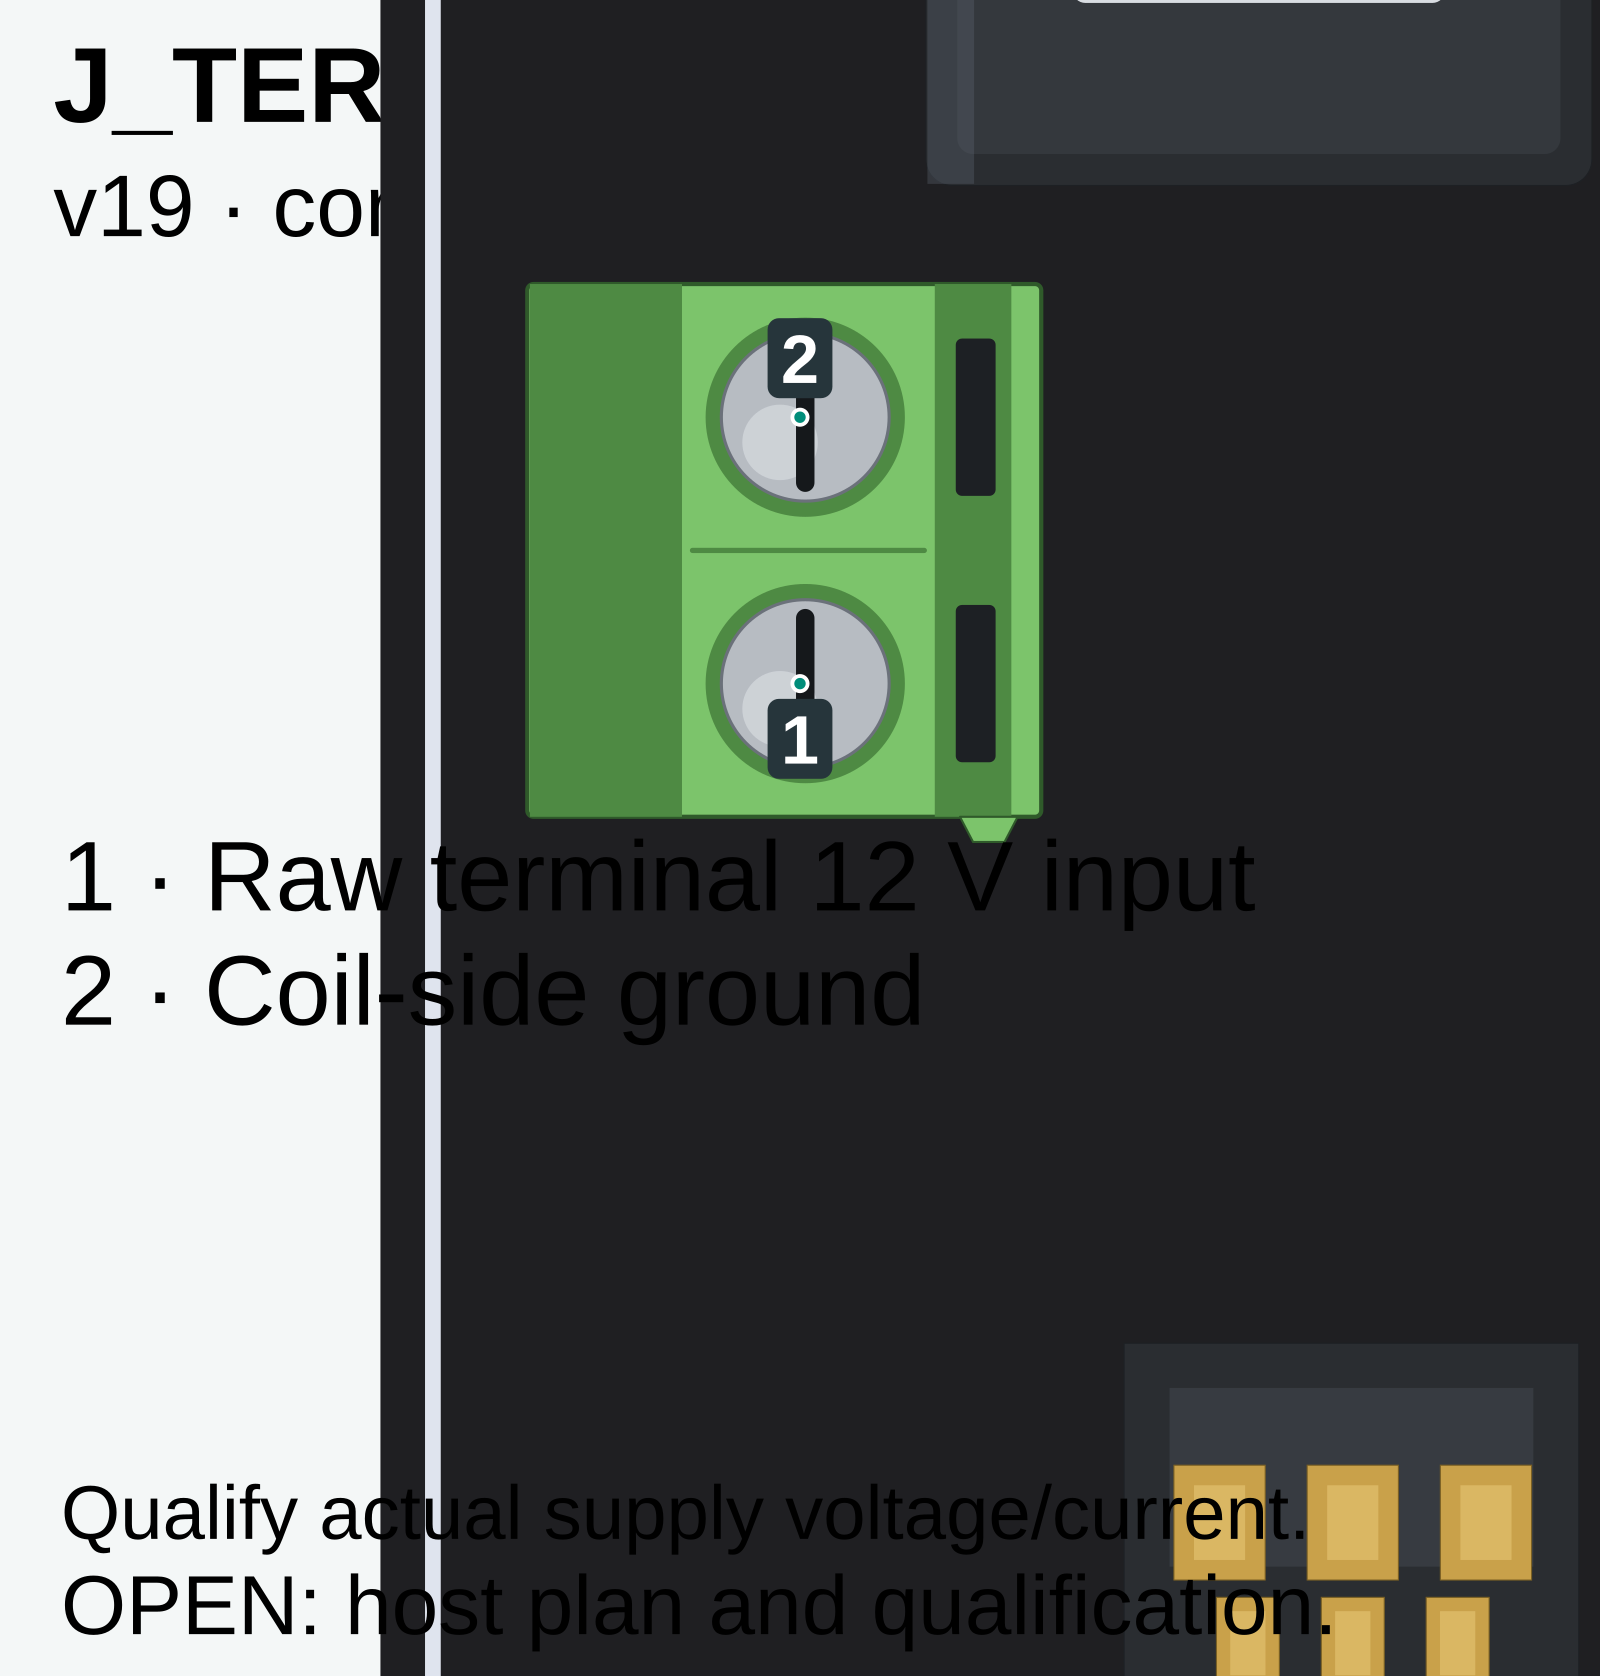 J_TER
v19 · cor
2
1
1 · Raw terminal 12 V input
2 · Coil-side ground
Qualify actual supply voltage/current.
OPEN: host plan and qualification.